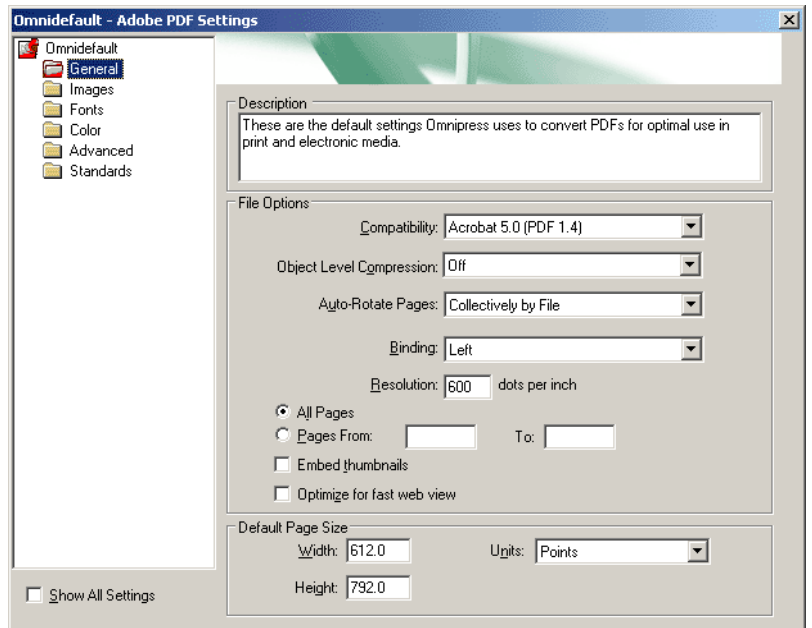 Omnidefault - Adobe PDF Settings
Omnidefault
General
Images
Fonts
Color
Advanced
Standards
Show All Settings
Description
These are the default settings Omnipress uses to convert PDFs for optimal use in
print and electronic media.
File Options
Compatibility: Acrobat 5.0 (PDF 1.4)
Object Level Compression: Off
Auto-Rotate Pages: Collectively by File
Binding: Left
Resolution: 600 dots per inch
All Pages
Pages From: To:
Embed thumbnails
Optimize for fast web view
Default Page Size
Width: 612.0 Units: Points
Height: 792.0